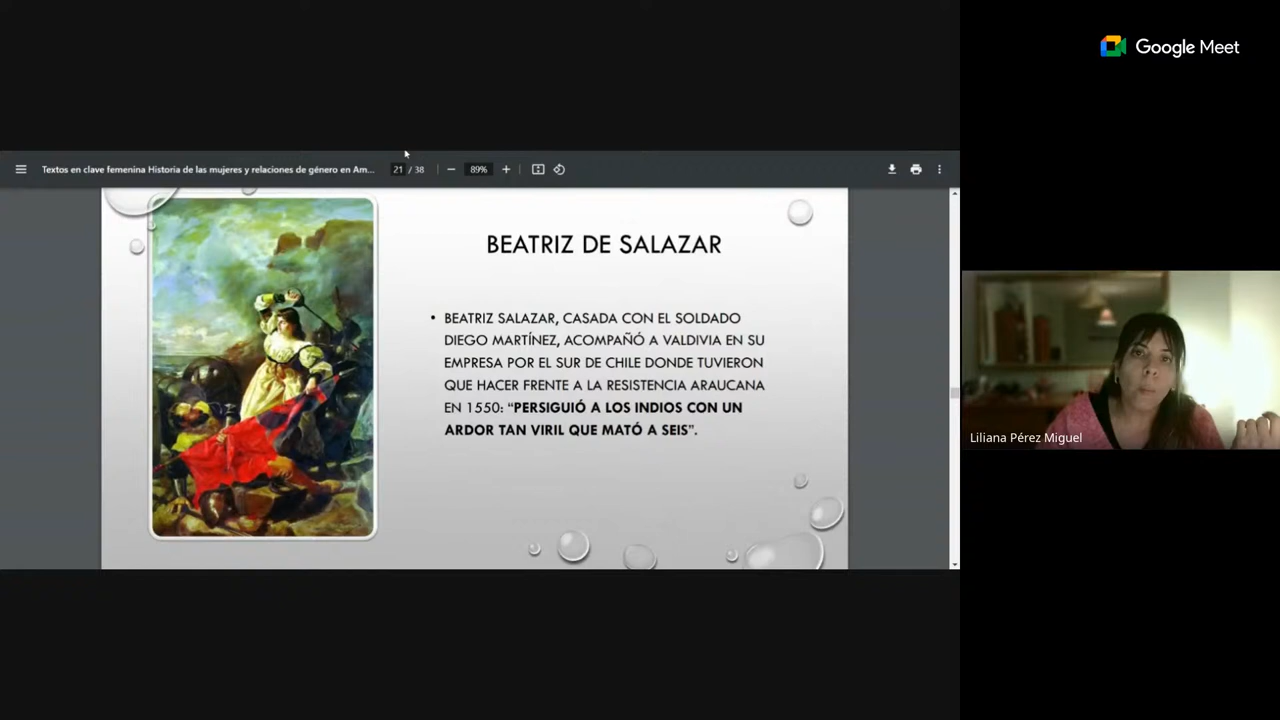 Google Meet
Textos en clave femenina Historia de las mujeres y relaciones de género en Am...
21 / 38
89%
BEATRIZ DE SALAZAR
• BEATRIZ SALAZAR, CASADA CON EL SOLDADO
DIEGO MARTÍNEZ, ACOMPAÑÓ A VALDIVIA EN SU
EMPRESA POR EL SUR DE CHILE DONDE TUVIERON
QUE HACER FRENTE A LA RESISTENCIA ARAUCANA
EN 1550: “PERSIGUIÓ A LOS INDIOS CON UN
ARDOR TAN VIRIL QUE MATÓ A SEIS”.
Liliana Pérez Miguel